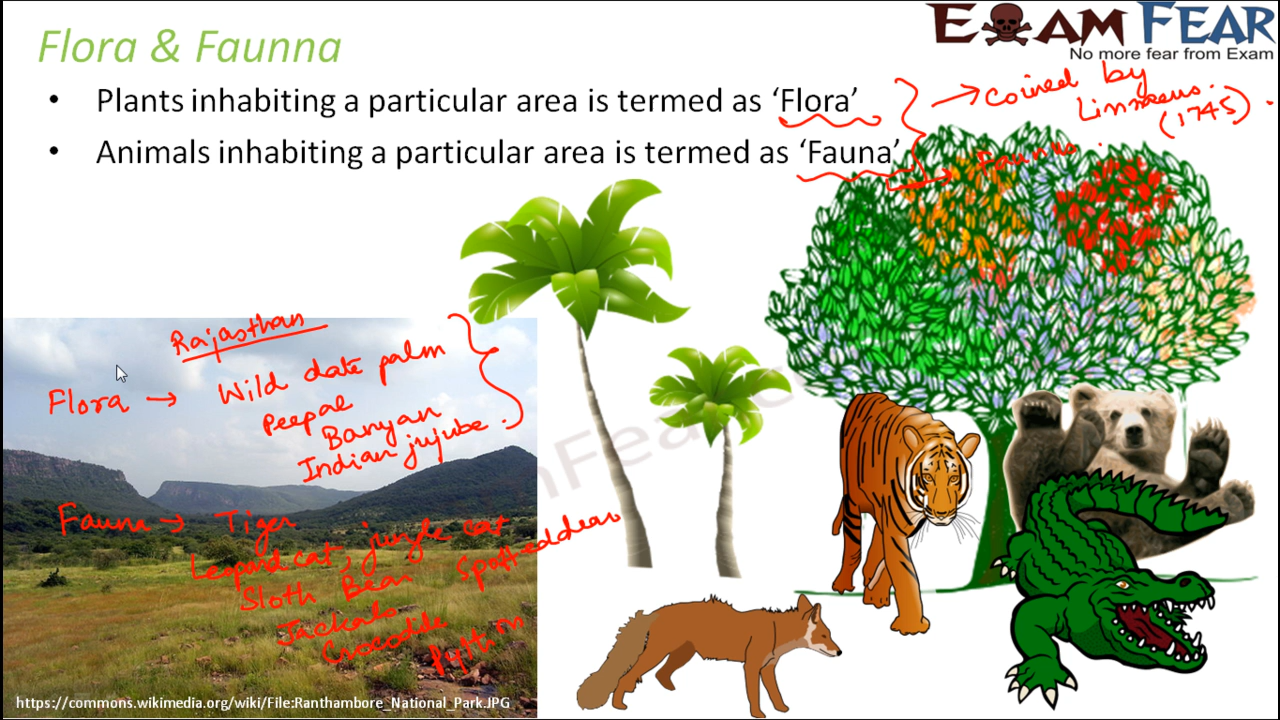 EXAM FEAR
No more fear from Exam
Flora & Faunna
• Plants inhabiting a particular area is termed as ‘Flora’
• Animals inhabiting a particular area is termed as ‘Fauna’
→ coined by
Linnaeus.
(1745).
→ Faunus.
Rajasthan
Flora → Wild date palm
Peepal
Banyan
Indian jujube.
Fauna → Tiger
Leopard cat, jungle cat
Sloth Bear spotted dear
Jackals
Crocodile
Python
https://commons.wikimedia.org/wiki/File:Ranthambore_National_Park.JPG